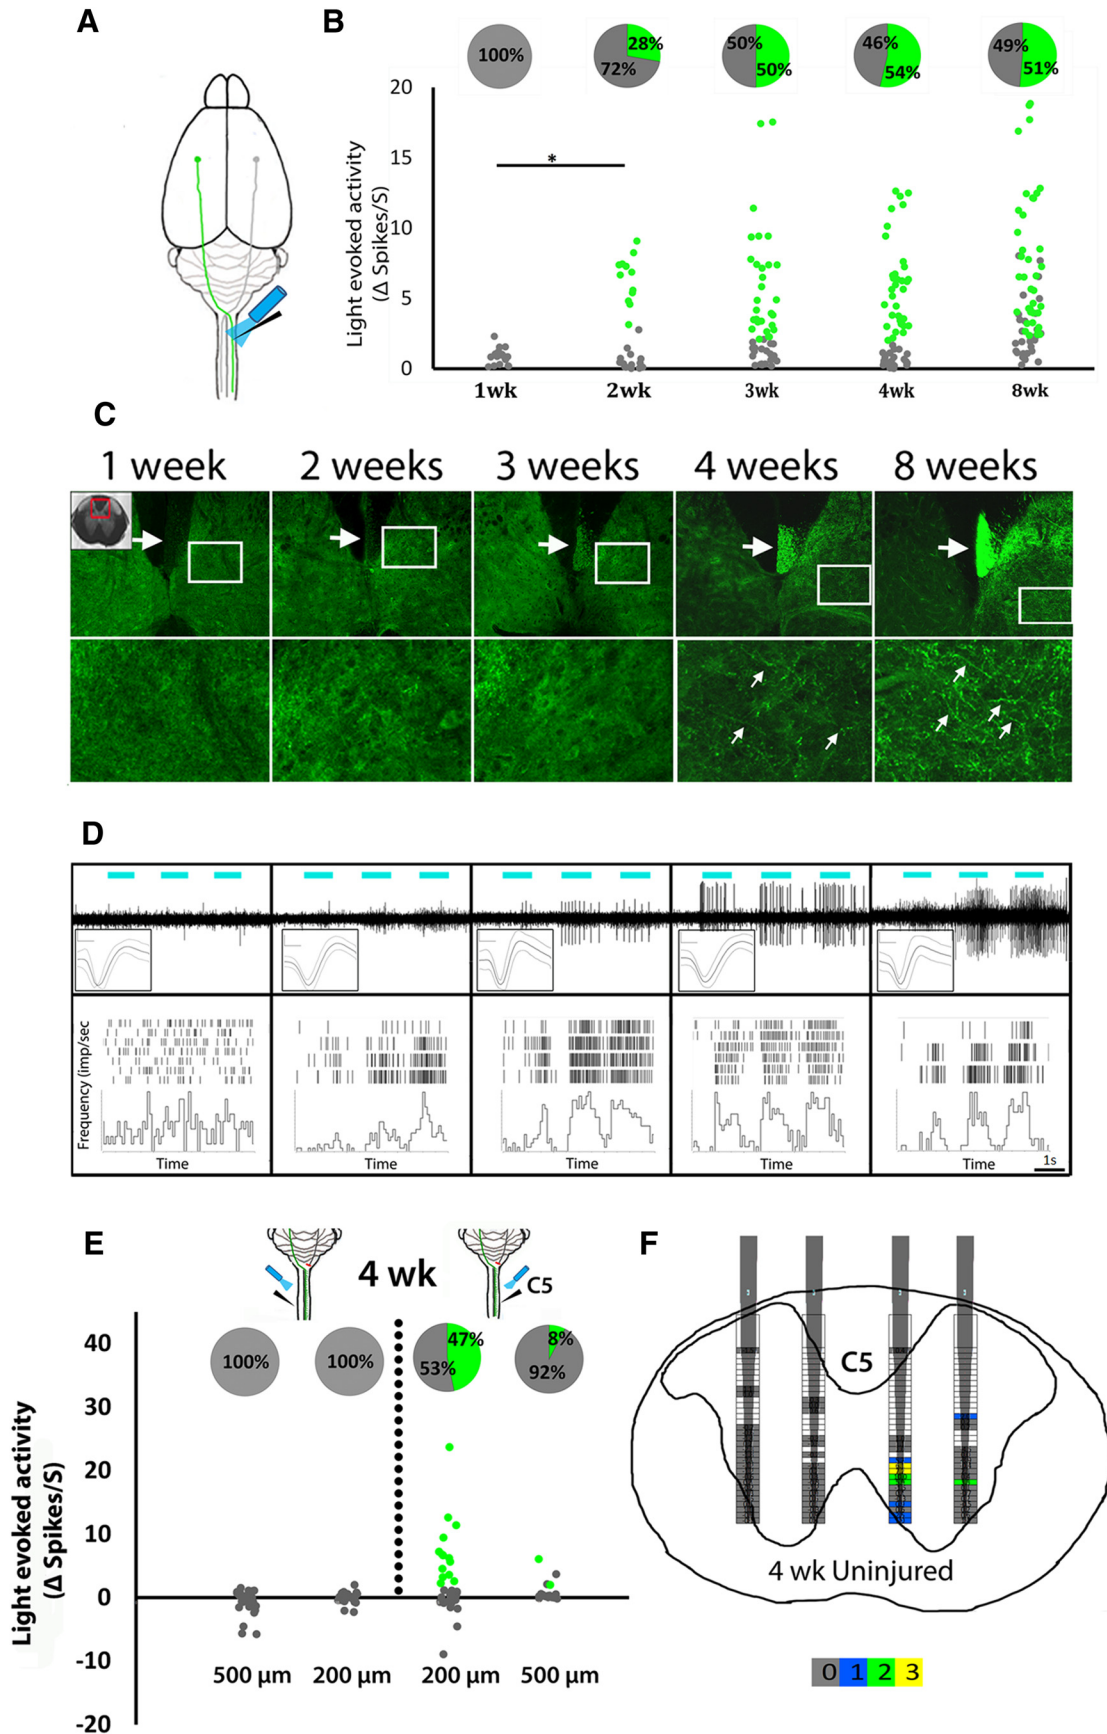 A
B
100%
28%
72%
50%
50%
46%
54%
49%
51%
Light evoked activity
(Δ Spikes/S)
20
15
10
5
0
*
1wk
2wk
3wk
4wk
8wk
C
1 week
2 weeks
3 weeks
4 weeks
8 weeks
D
Frequency (imp/sec
Time
Time
Time
Time
Time
1s
E
4 wk
C5
Light evoked activity
(Δ Spikes/S)
40
30
20
10
0
-10
-20
100%
100%
47%
53%
8%
92%
500 µm
200 µm
200 µm
500 µm
F
C5
4 wk Uninjured
0 1 2 3